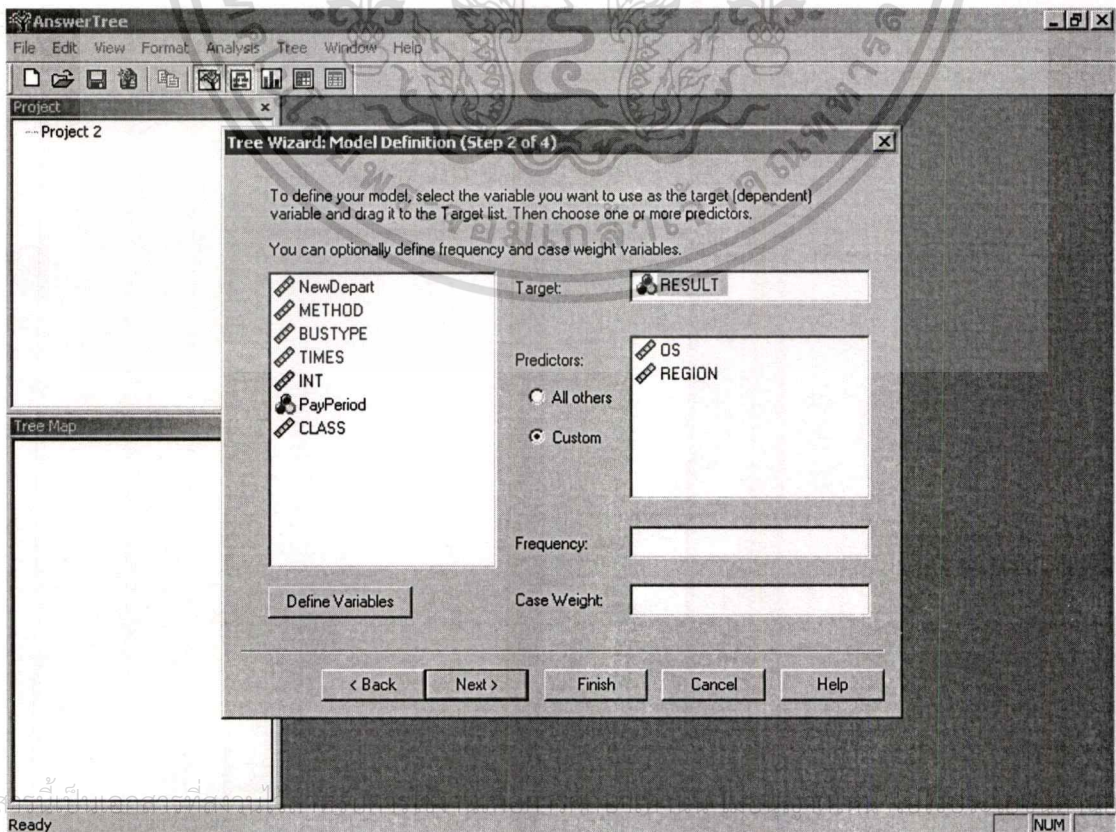 AnswerTree
File Edit View Format Analysis Tree Window Help
Project
Project 2
Tree Wizard: Model Definition (Step 2 of 4)
To define your model, select the variable you want to use as the target (dependent)
variable and drag it to the Target list. Then choose one or more predictors.
You can optionally define frequency and case weight variables.
NewDepart
METHOD
BUSTYPE
TIMES
INT
PayPeriod
CLASS
Define Variables
Target:
RESULT
Predictors:
All others
Custom
OS
REGION
Frequency:
Case Weight:
< Back
Next >
Finish
Cancel
Help
Tree Map
Ready
NUM